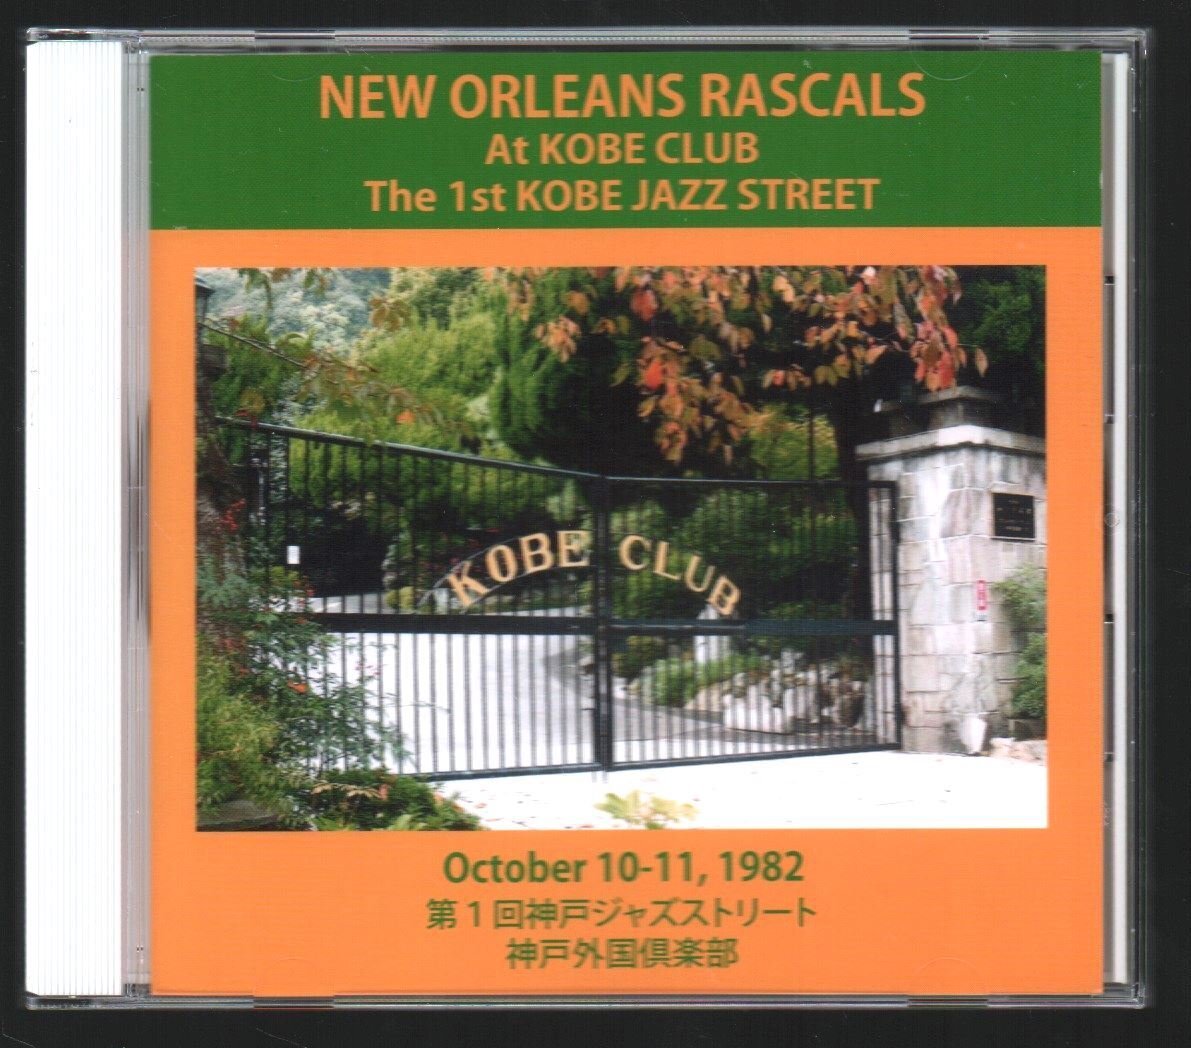 NEW ORLEANS RASCALS
At KOBE CLUB
The 1st KOBE JAZZ STREET
KOBE CLUB
October 10-11, 1982
第1回神戸ジャズストリート
神戸外国倶楽部